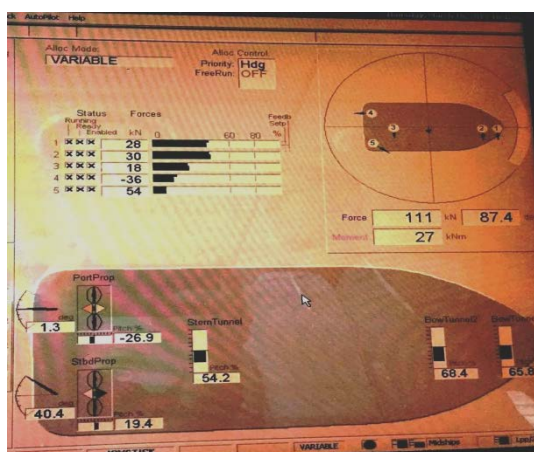 AutoPilot Help
Alloc Mode:
VARIABLE
Alloc Control:
Priority: Hdg
FreeRun: OFF
Status Forces
Running
Ready
Enabled kN 0 60 80 %
1 28
2 30
3 18
4 -36
5 54
4
3 2 1
5
Force 111 kN 87.4
Moment 27 kNm
PortProp
deg
1.3
Pitch %
-26.9
SternTunnel
54.2
BowTunnel2
68.4
65.8
StbdProp
deg
40.4
Pitch %
19.4
VARIABLE
Midships